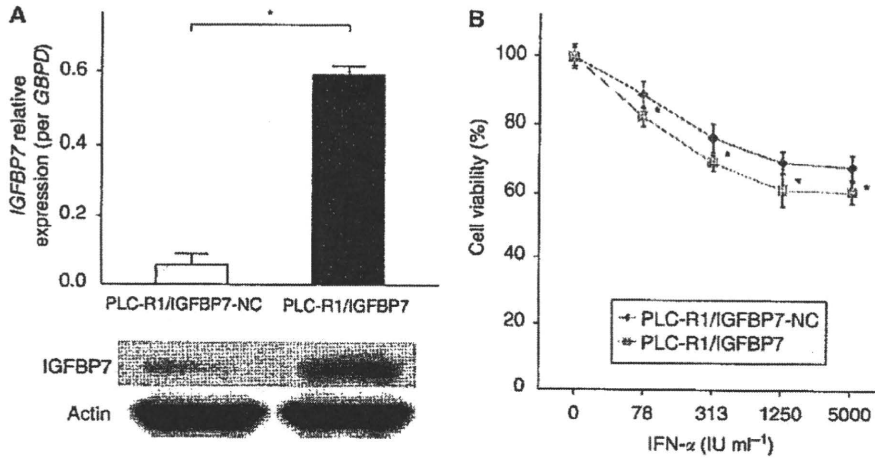 A
*
IGFBP7 relative
expression (per GBPD)
0.6
0.4
0.2
0.0
PLC-R1/IGFBP7-NC PLC-R1/IGFBP7
IGFBP7
Actin
B
Cell viability (%)
100
80
60
40
60
20
0
PLC-R1/IGFBP7-NC
PLC-R1/IGFBP7
0 78 313 1250 5000
IFN-α (IU ml⁻¹)